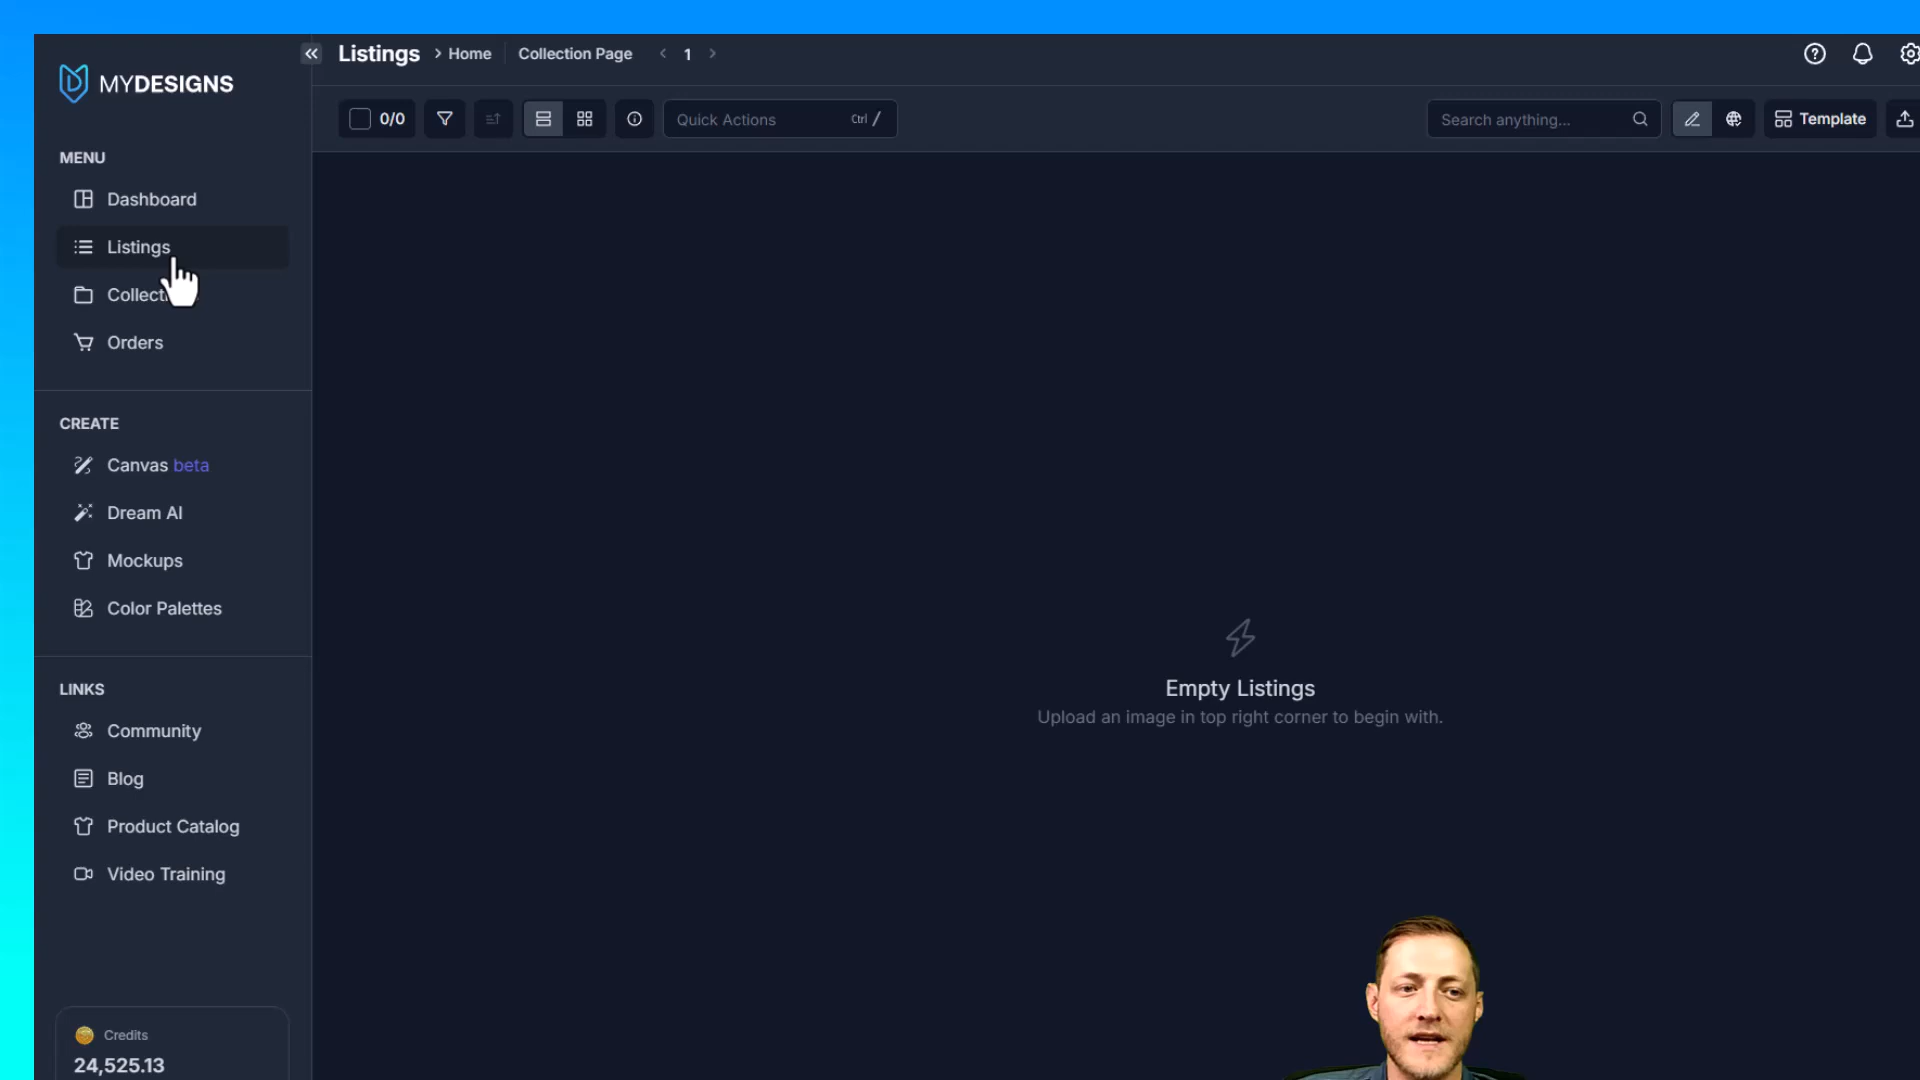 Listings > Home Collection Page < 1 >
MYDESIGNS
0/0
Quick Actions Ctrl /
Search anything...
Template
MENU
Dashboard
Listings
Collect
Orders
CREATE
Canvas beta
Dream AI
Mockups
Color Palettes
Empty Listings
Upload an image in top right corner to begin with.
LINKS
Community
Blog
Product Catalog
Video Training
Credits
24,525.13